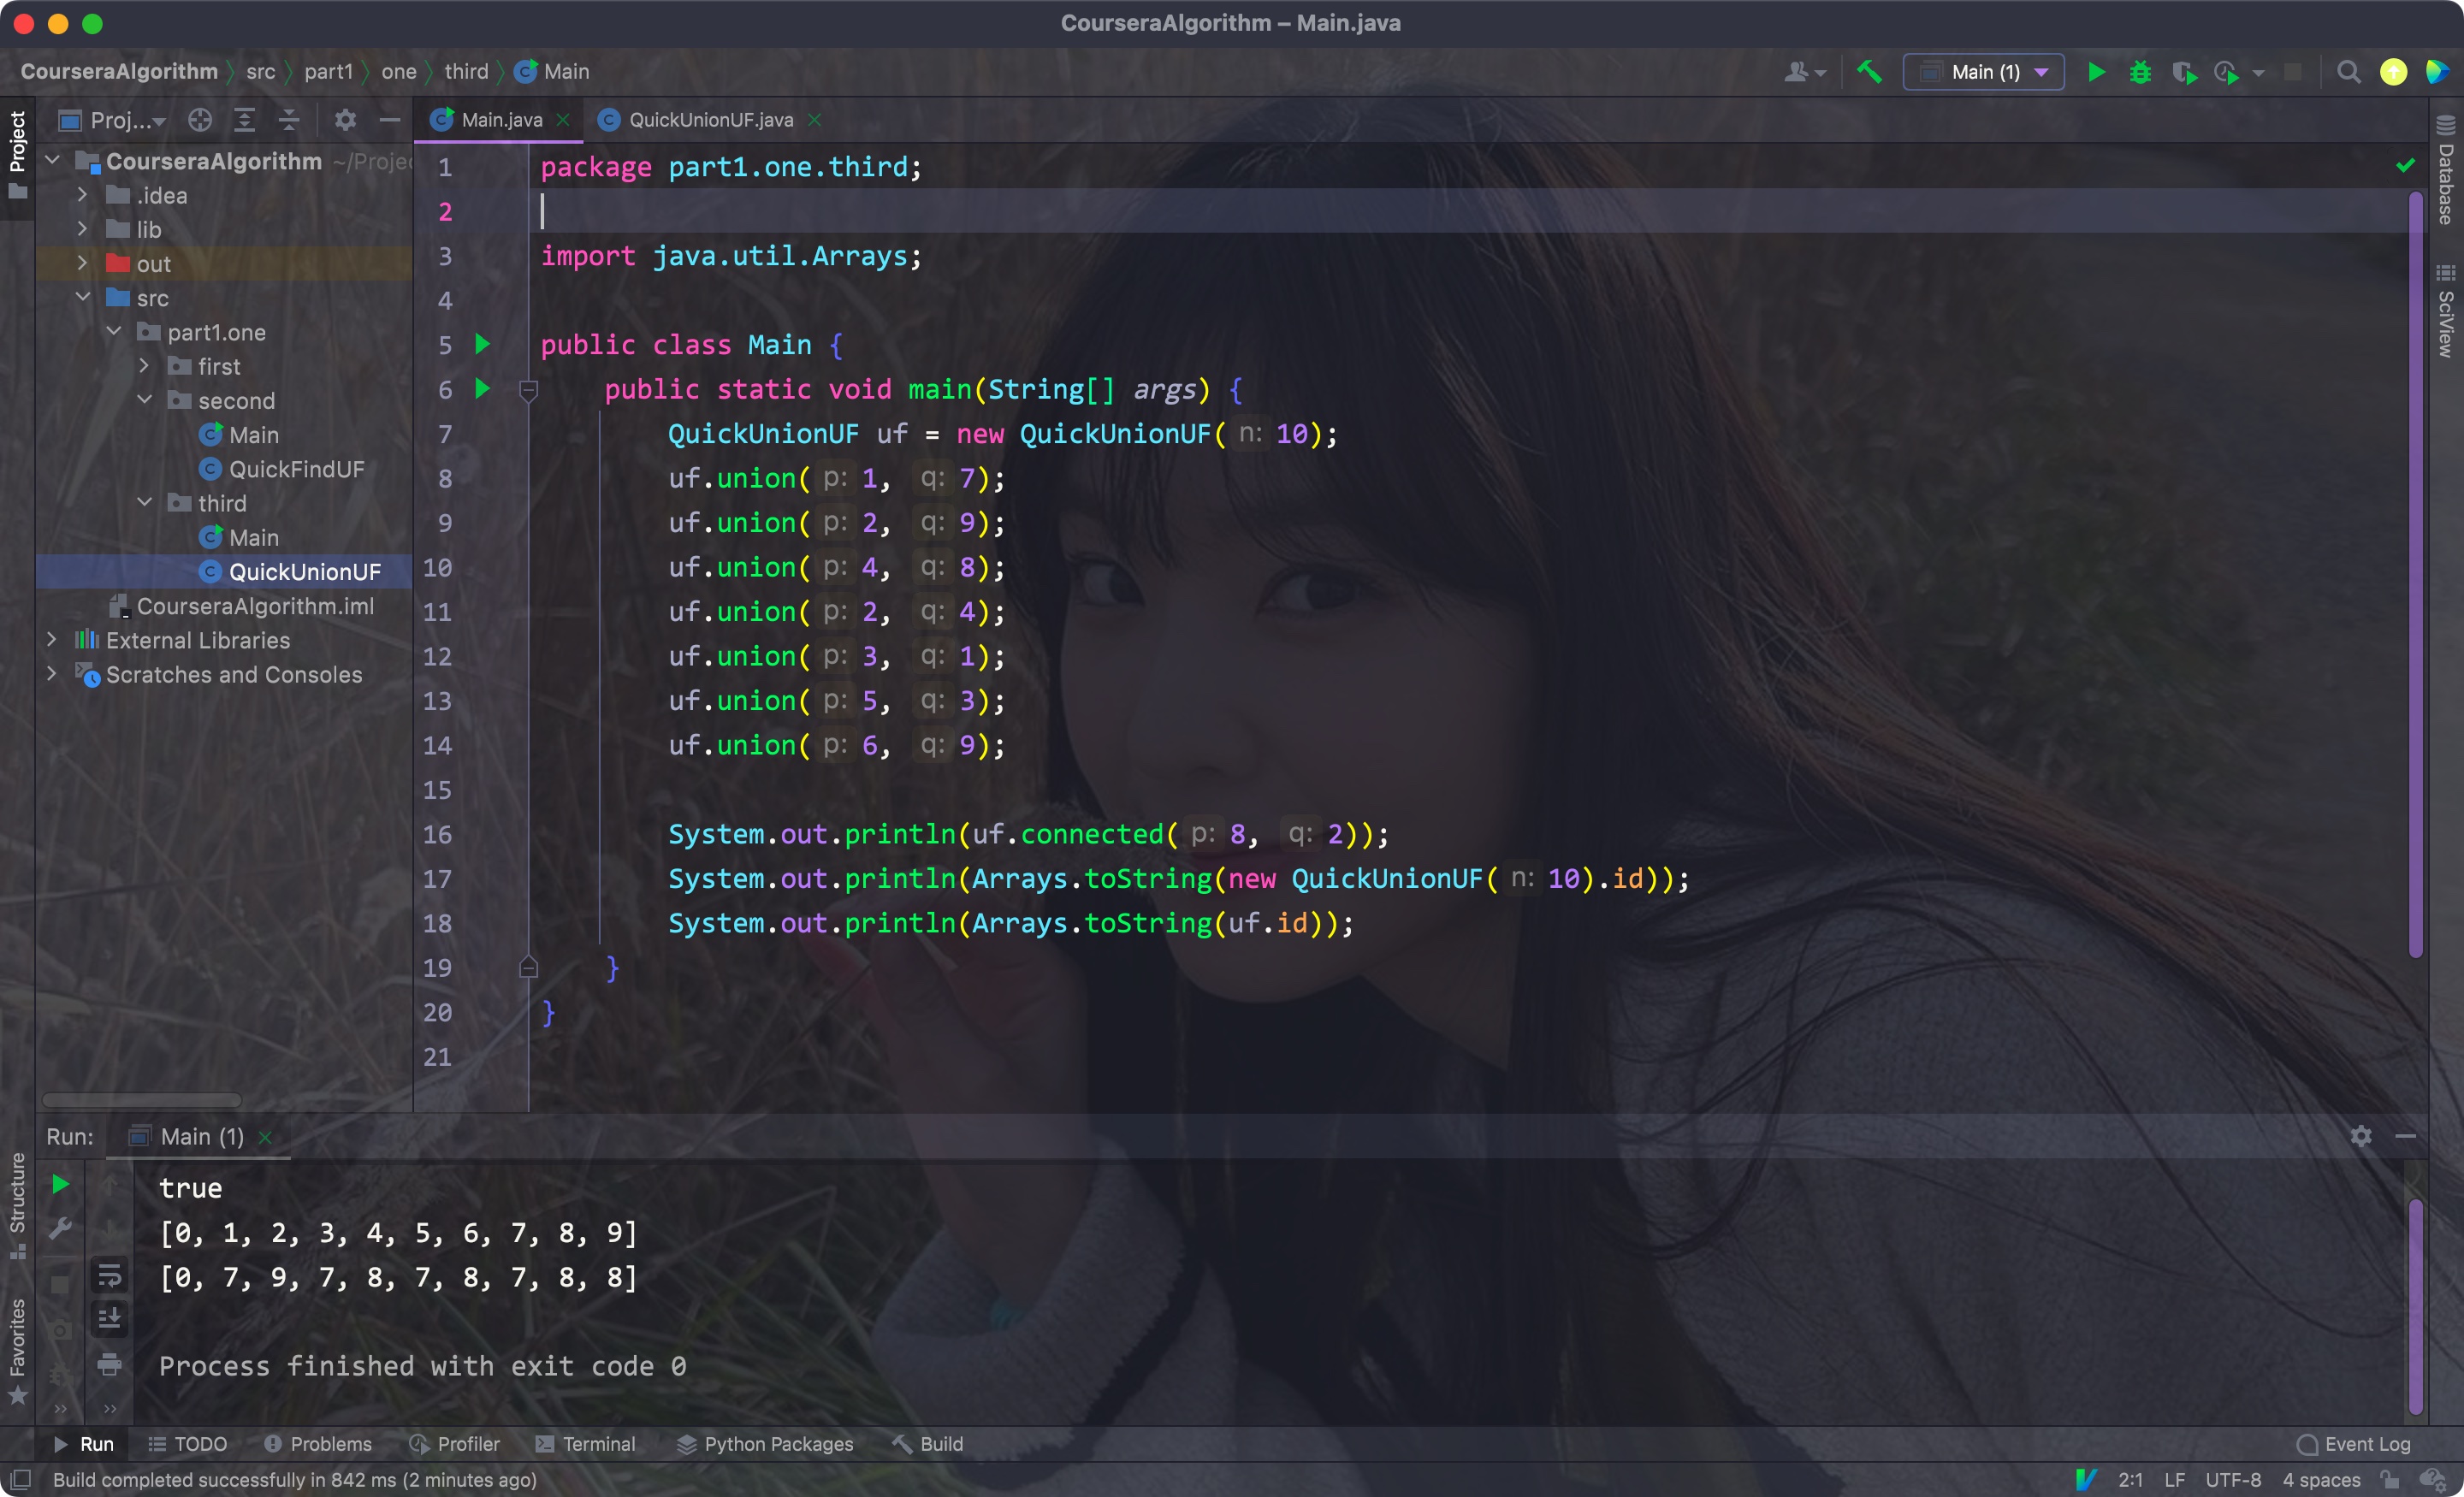 CourseraAlgorithm – Main.java
CourseraAlgorithm src part1 one third Main
Main (1)
Project
Proj...
Main.java
QuickUnionUF.java
CourseraAlgorithm ~/Projec
.idea
lib
out
src
part1.one
first
second
Main
QuickFindUF
third
Main
QuickUnionUF
CourseraAlgorithm.iml
External Libraries
Scratches and Consoles
1 package part1.one.third;
2
3 import java.util.Arrays;
4
5 public class Main {
6 public static void main(String[] args) {
7 QuickUnionUF uf = new QuickUnionUF( n: 10);
8 uf.union( p: 1, q: 7);
9 uf.union( p: 2, q: 9);
10 uf.union( p: 4, q: 8);
11 uf.union( p: 2, q: 4);
12 uf.union( p: 3, q: 1);
13 uf.union( p: 5, q: 3);
14 uf.union( p: 6, q: 9);
15
16 System.out.println(uf.connected( p: 8, q: 2));
17 System.out.println(Arrays.toString(new QuickUnionUF( n: 10).id));
18 System.out.println(Arrays.toString(uf.id));
19 }
20 }
21
Database
SciView
Run: Main (1)
true
[0, 1, 2, 3, 4, 5, 6, 7, 8, 9]
[0, 7, 9, 7, 8, 7, 8, 7, 8, 8]
Process finished with exit code 0
Structure
Favorites
Run TODO Problems Profiler Terminal Python Packages Build Event Log
Build completed successfully in 842 ms (2 minutes ago) 2:1 LF UTF-8 4 spaces